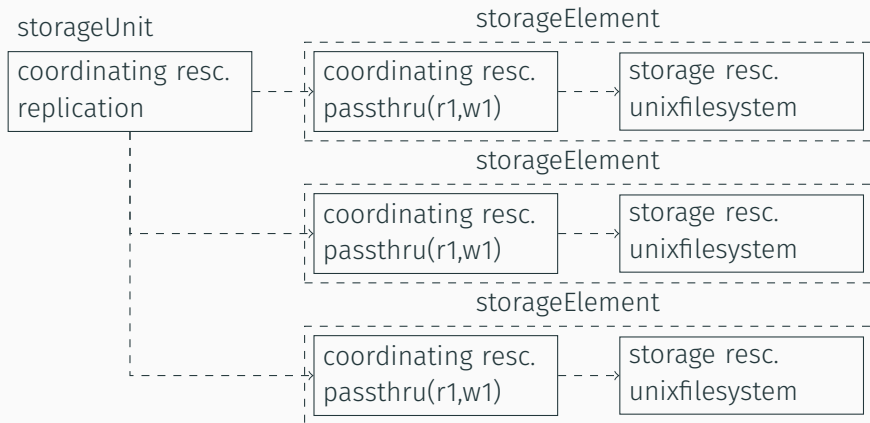 storageUnit
coordinating resc.
replication
storageElement
coordinating resc.
passthru(r1,w1)
storage resc.
unixfilesystem
storageElement
coordinating resc.
passthru(r1,w1)
storage resc.
unixfilesystem
storageElement
coordinating resc.
passthru(r1,w1)
storage resc.
unixfilesystem